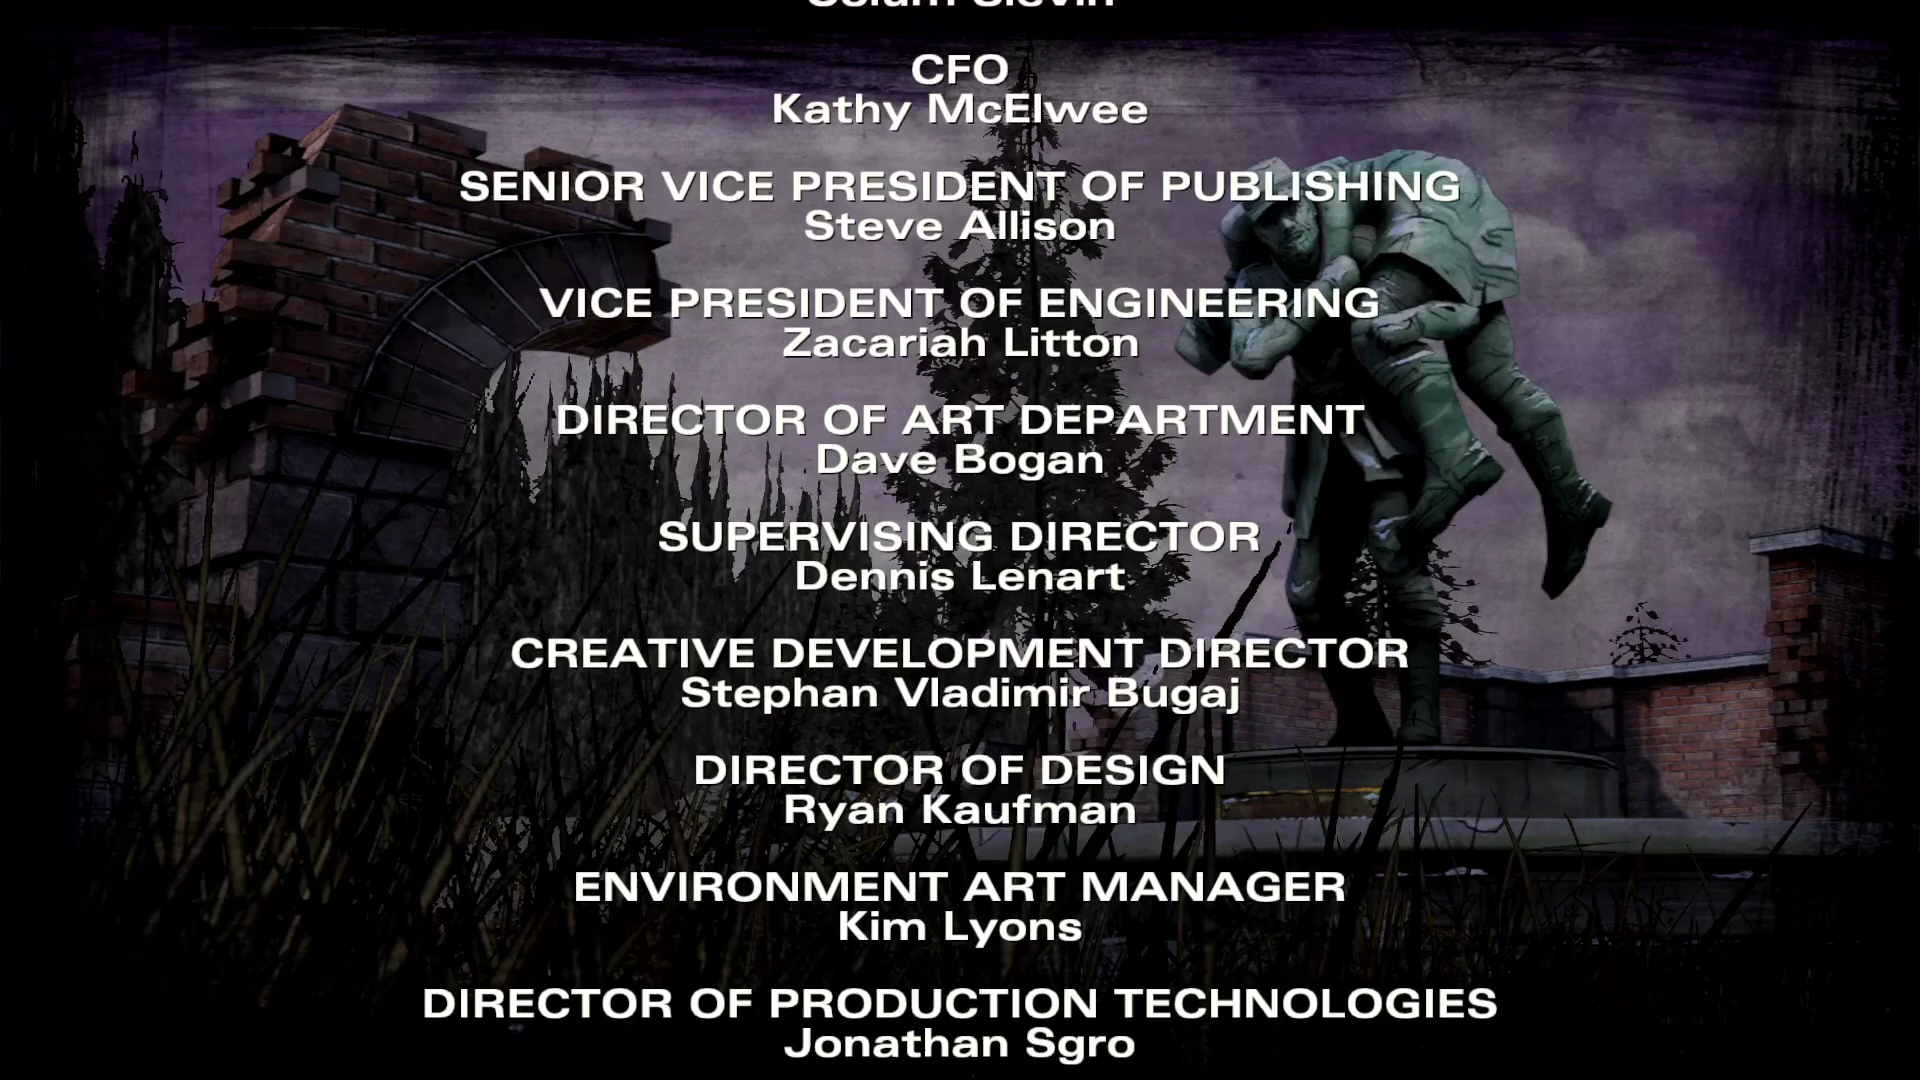 Colum Slevin
CFO
Kathy McElwee
SENIOR VICE PRESIDENT OF PUBLISHING
Steve Allison
VICE PRESIDENT OF ENGINEERING
Zacariah Litton
DIRECTOR OF ART DEPARTMENT
Dave Bogan
SUPERVISING DIRECTOR
Dennis Lenart
CREATIVE DEVELOPMENT DIRECTOR
Stephan Vladimir Bugaj
DIRECTOR OF DESIGN
Ryan Kaufman
ENVIRONMENT ART MANAGER
Kim Lyons
DIRECTOR OF PRODUCTION TECHNOLOGIES
Jonathan Sgro